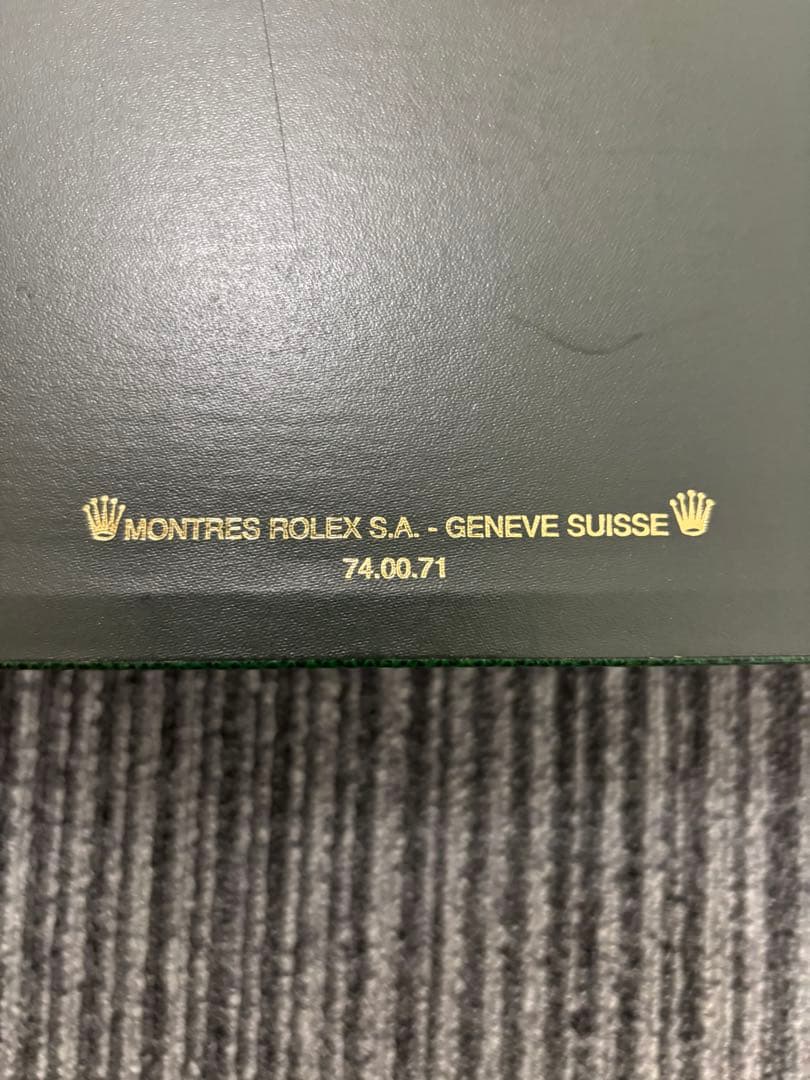 MONTRES ROLEX S.A. - GENEVE SUISSE
74.00.71